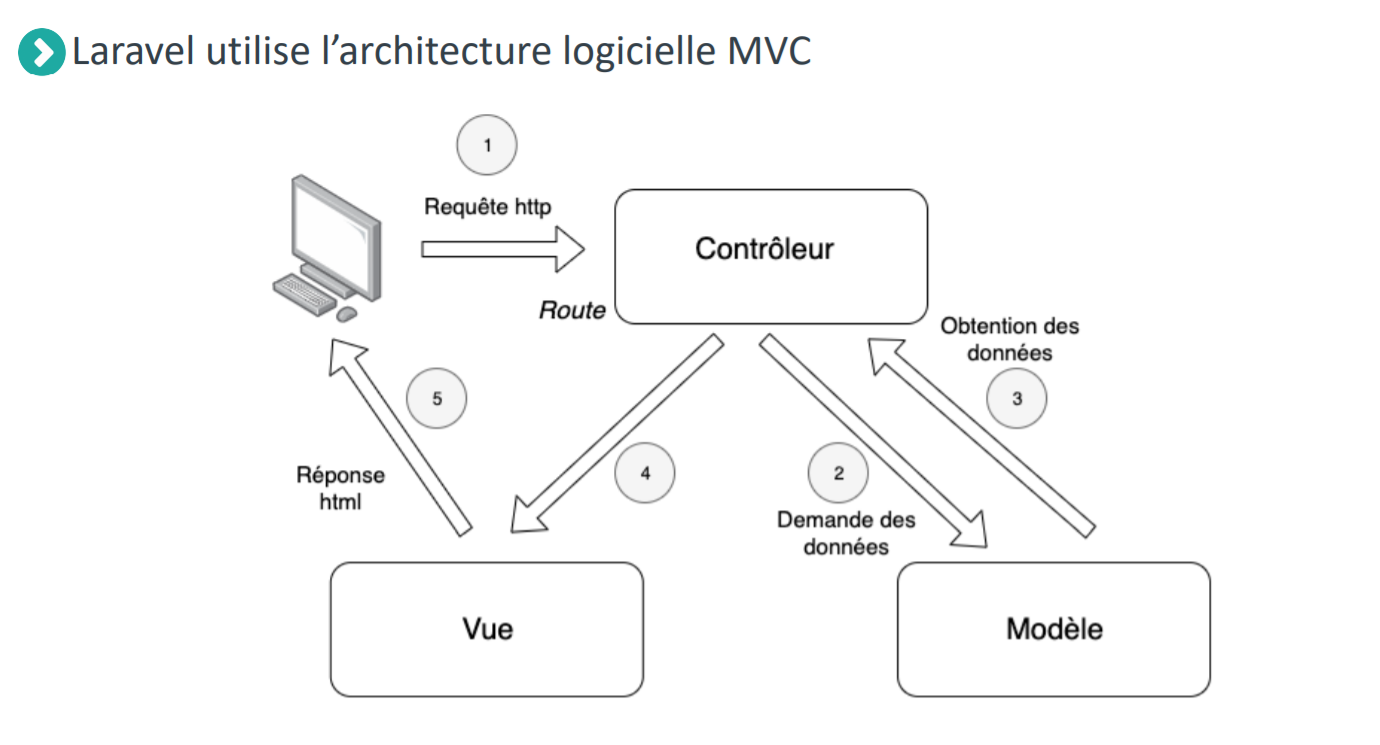 Laravel utilise l’architecture logicielle MVC
1
Requête http
Contrôleur
Route
Obtention des
données
3
5
4
2
Réponse
html
Demande des
données
Vue
Modèle